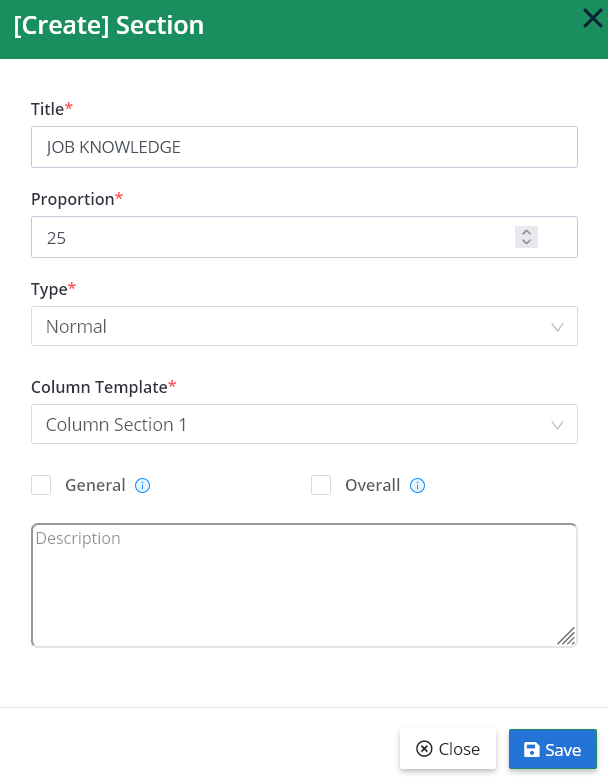 [Create] Section
Title*
JOB KNOWLEDGE
Proportion*
25
Type*
Normal
Column Template*
Column Section 1
General Overall
Description
Close Save